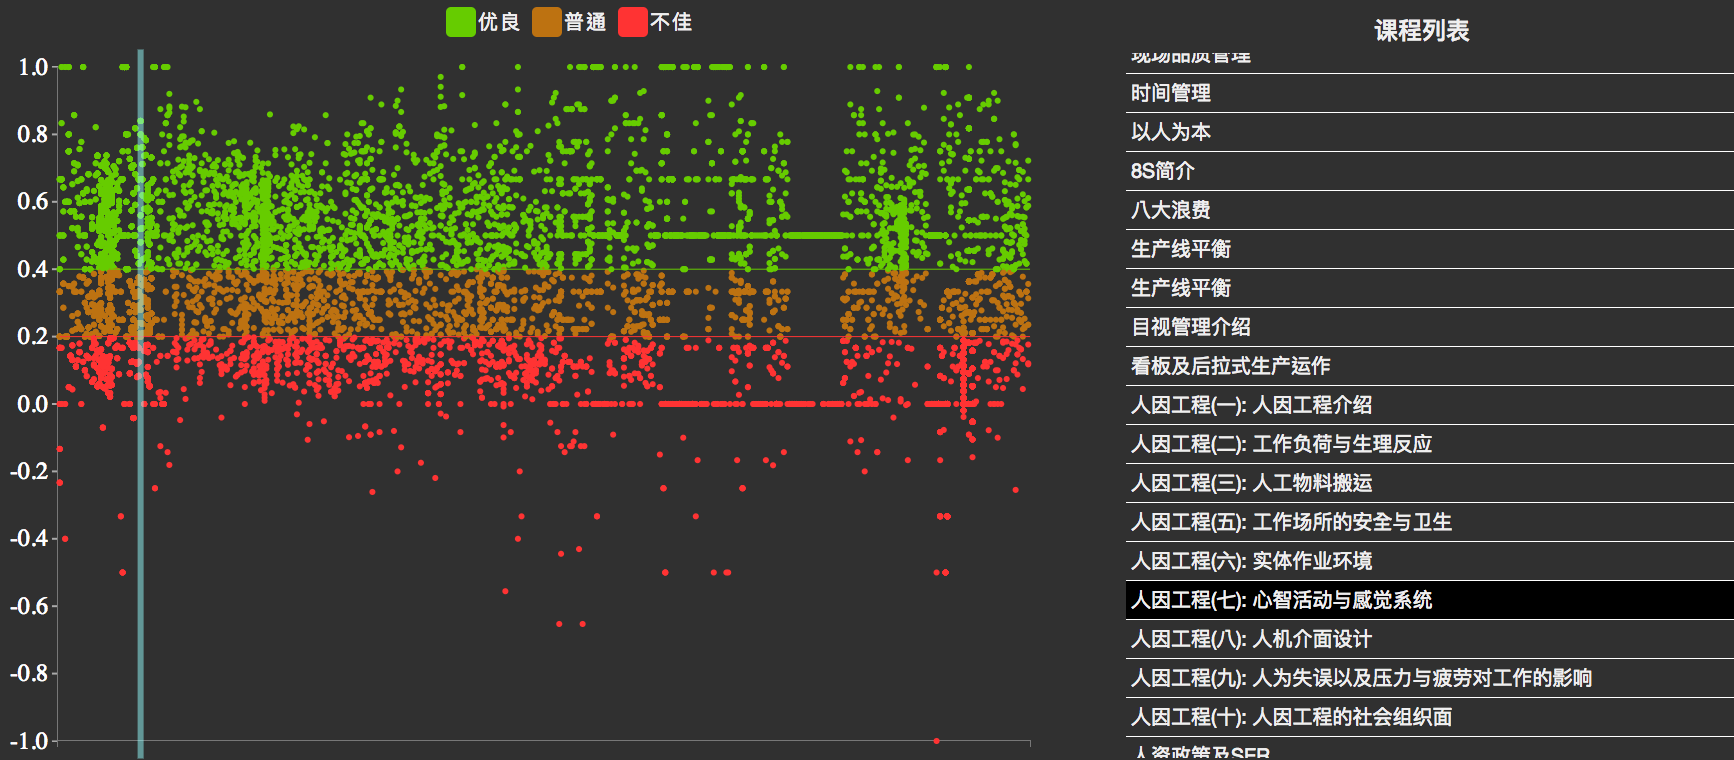 优良 普通 不佳
1.0
0.8
0.6
0.4
0.2
0.0
-0.2
-0.4
-0.6
-0.8
-1.0
课程列表
现场品质管理
时间管理
以人为本
8S简介
八大浪费
生产线平衡
生产线平衡
目视管理介绍
看板及后拉式生产运作
人因工程(一): 人因工程介绍
人因工程(二): 工作负荷与生理反应
人因工程(三): 人工物料搬运
人因工程(五): 工作场所的安全与卫生
人因工程(六): 实体作业环境
人因工程(七): 心智活动与感觉系统
人因工程(八): 人机介面设计
人因工程(九): 人为失误以及压力与疲劳对工作的影响
人因工程(十): 人因工程的社会组织面
人资政策及SER